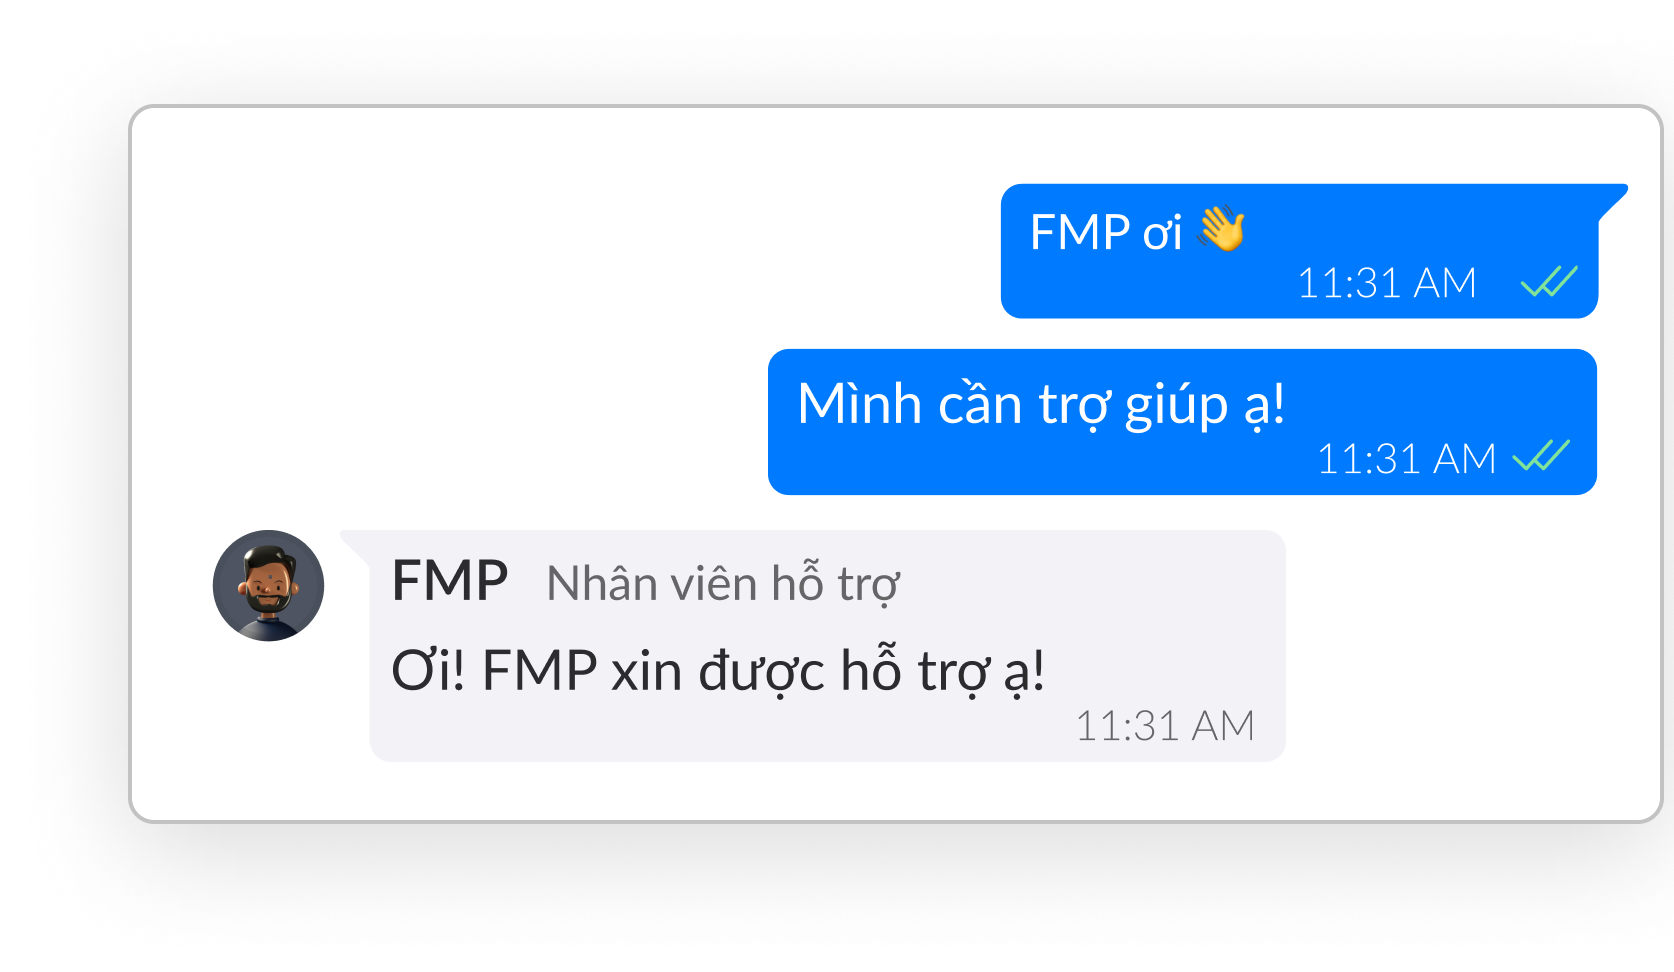 FMP ơi 👋
11:31 AM
Mình cần trợ giúp ạ!
11:31 AM
FMP Nhân viên hỗ trợ
Ơi! FMP xin được hỗ trợ ạ!
11:31 AM